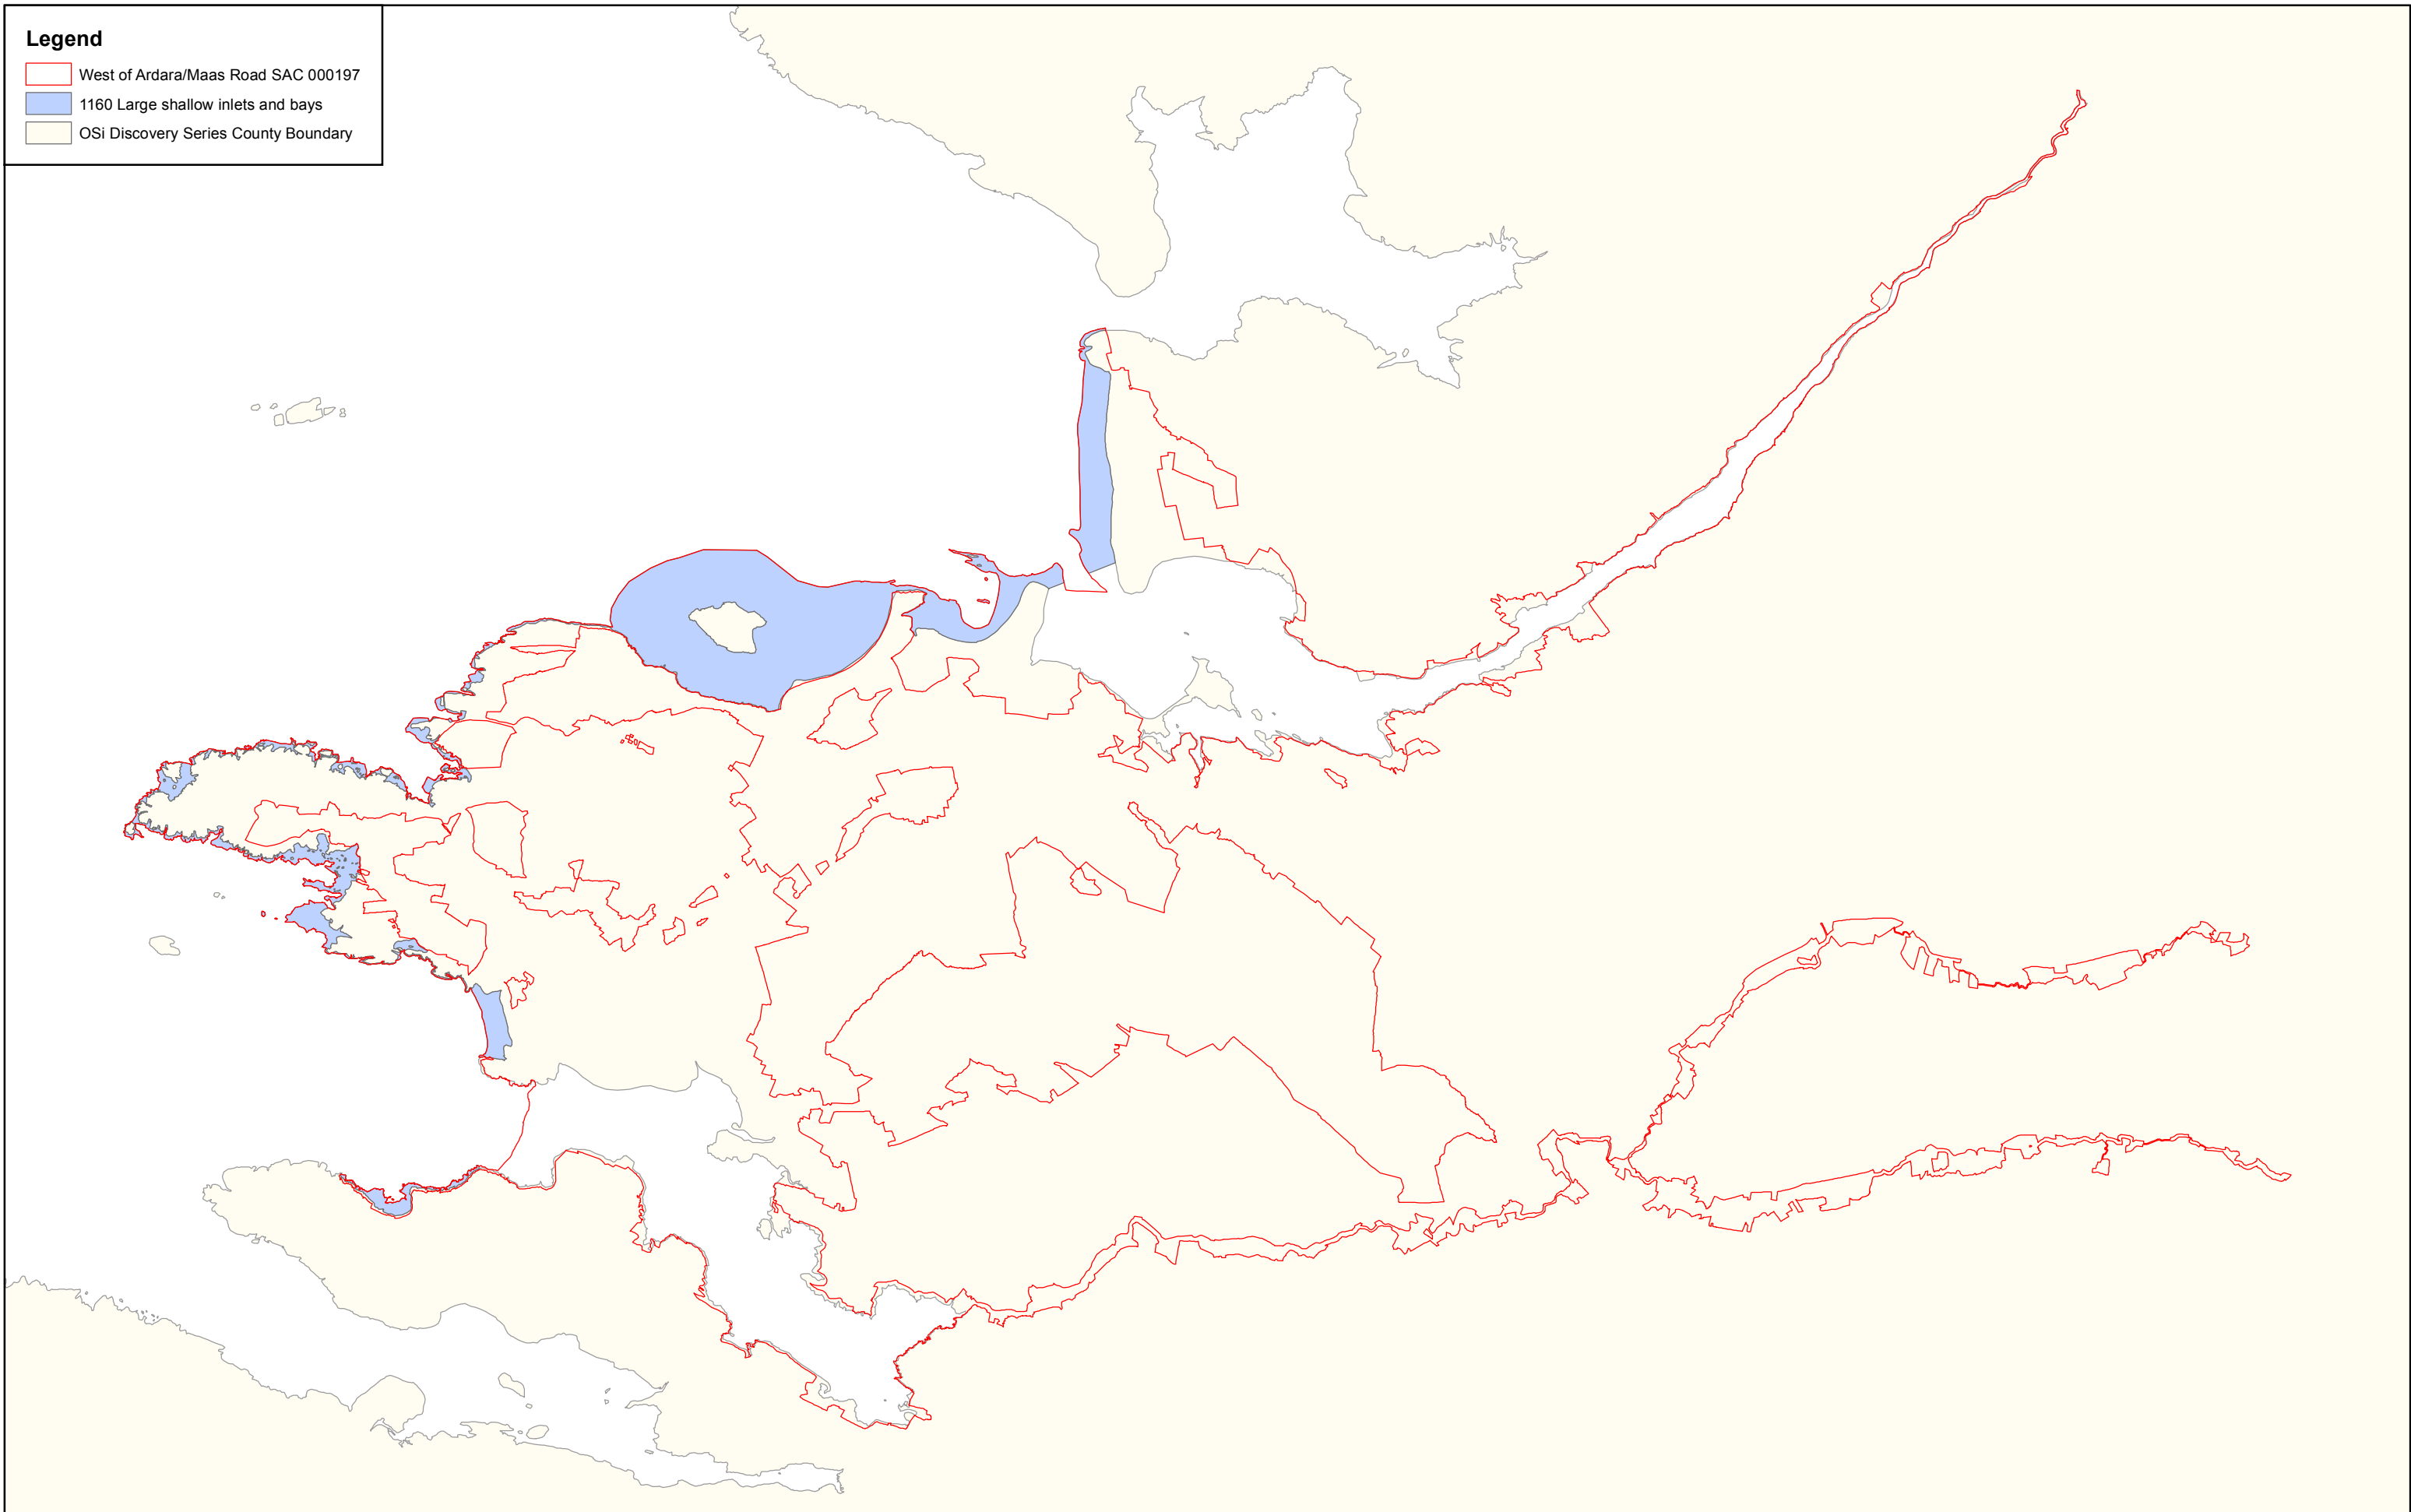 Legend
West of Ardara/Maas Road SAC 000197
1160 Large shallow inlets and bays
OSi Discovery Series County Boundary